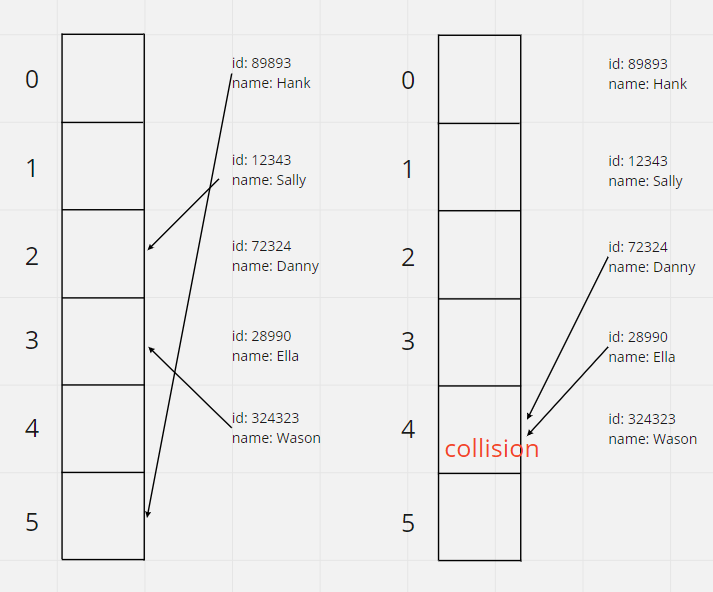 0
1
2
3
4
5
id: 89893
name: Hank
id: 12343
name: Sally
id: 72324
name: Danny
id: 28990
name: Ella
id: 324323
name: Wason
0
1
2
3
4
collision
5
id: 89893
name: Hank
id: 12343
name: Sally
id: 72324
name: Danny
id: 28990
name: Ella
id: 324323
name: Wason